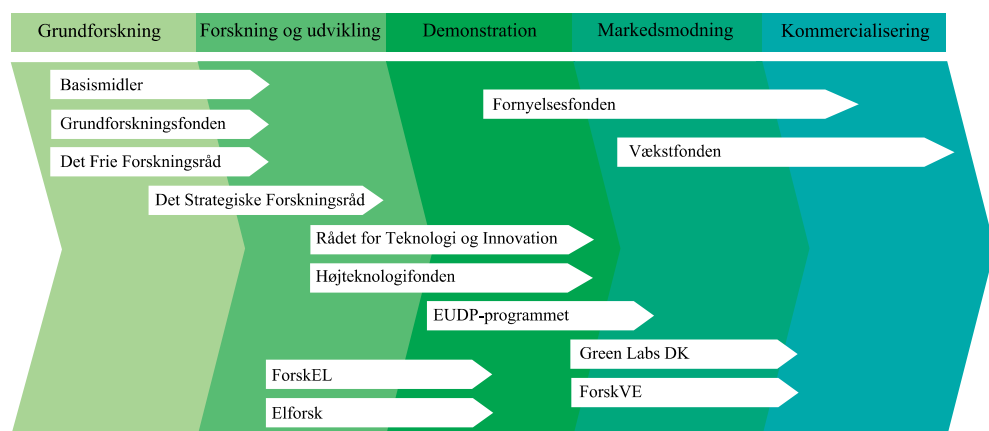 Grundforskning
Forskning og udvikling
Demonstration
Markedsmodning
Kommercialisering
Basismidler
Fornyelsesfonden
Grundforskningsfonden
Vækstfonden
Det Frie Forskningsråd
Det Strategiske Forskningsråd
Rådet for Teknologi og Innovation
Højteknologifonden
EUDP-programmet
Green Labs DK
ForskEL
ForskVE
Elforsk